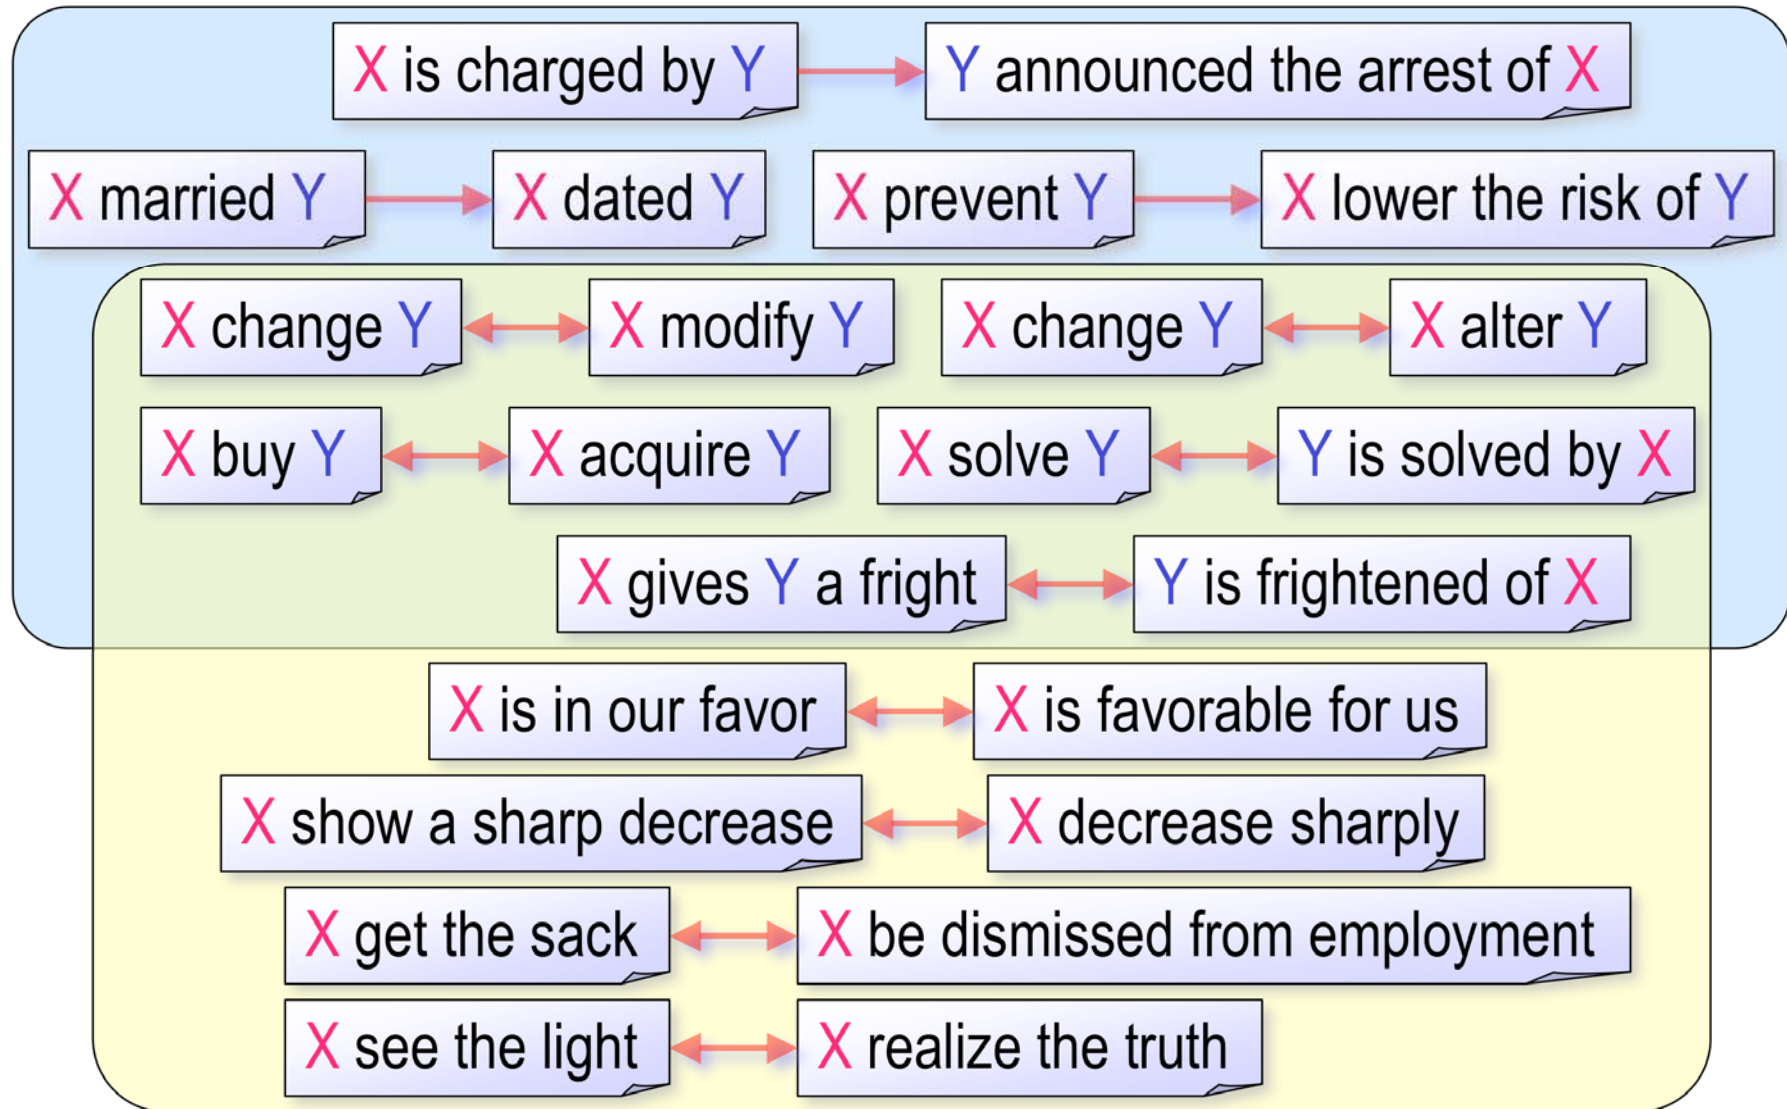 X is charged by Y Y announced the arrest of X
X married Y X dated Y X prevent Y X lower the risk of Y
X change Y X modify Y X change Y X alter Y
X buy Y X acquire Y X solve Y Y is solved by X
X gives Y a fright Y is frightened of X
X is in our favor X is favorable for us
X show a sharp decrease X decrease sharply
X get the sack X be dismissed from employment
X see the light X realize the truth